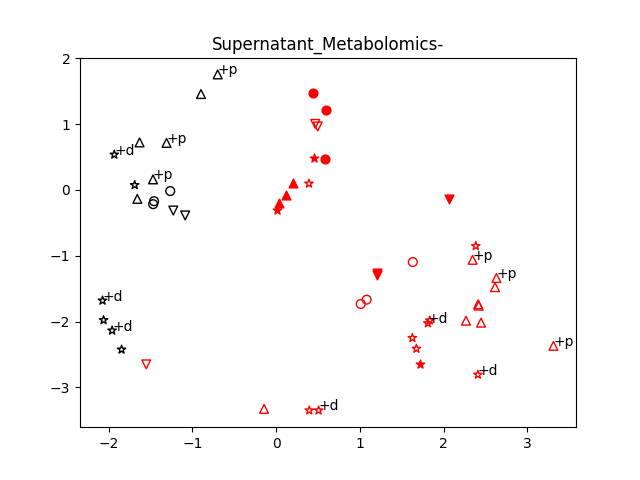 Supernatant_Metabolomics-
2
+p
1
+p
+d
+p
0
−1
+p
+p
+d
−2
+d
+d
+p
+d
−3
+d
−2
−1
0
1
2
3